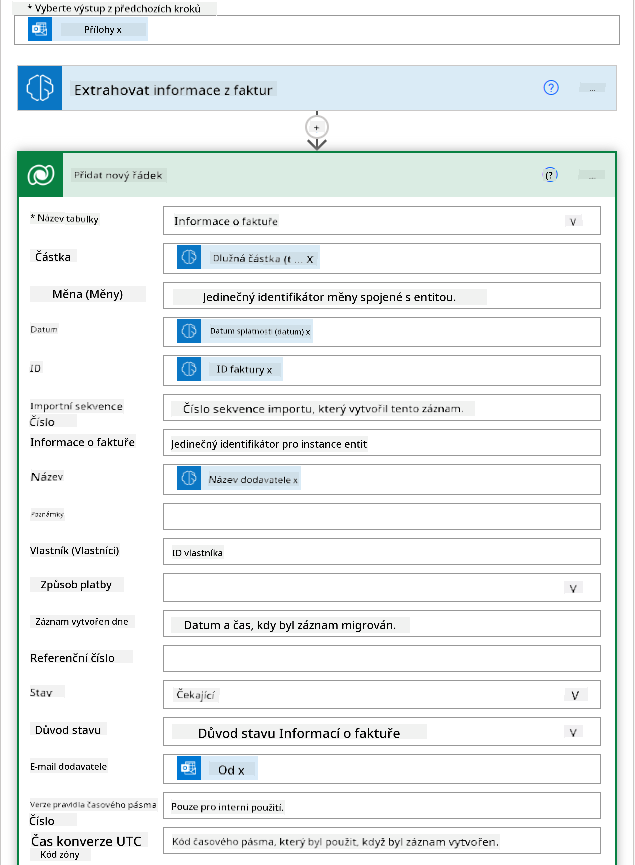 * Vyberte výstup z předchozích kroků
Přílohy x
Extrahovat informace z faktur
?
...
+
Přidat nový řádek
(?
...
* Název tabulky
Informace o faktuře
V
Částka
Dlužná částka (t ... X
Měna (Měny)
Jedinečný identifikátor měny spojené s entitou.
Datum
Datum splatnosti (datum) x
ID
ID faktury x
Importní sekvence
Číslo
Číslo sekvence importu, který vytvořil tento záznam.
Informace o faktuře
Jedinečný identifikátor pro instance entit
Název
Název dodavatele x
Poznámky
Vlastník (Vlastníci)
ID vlastníka
Způsob platby
V
Záznam vytvořen dne
Datum a čas, kdy byl záznam migrován.
Referenční číslo
Stav
Čekající
V
Důvod stavu
Důvod stavu Informací o faktuře
V
E-mail dodavatele
Od x
Verze pravidla časového pásma
Číslo
Pouze pro interní použití.
Čas konverze UTC
Kód zóny
Kód časového pásma, který byl použit, když byl záznam vytvořen.